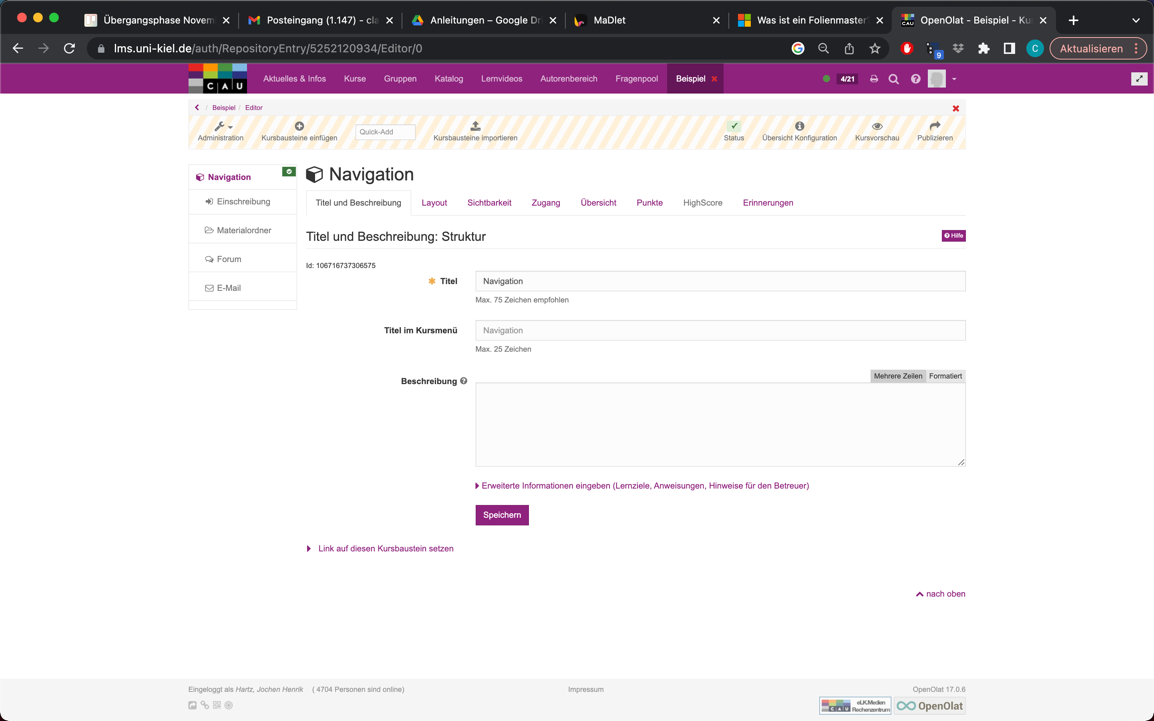 Übergangsphase Novem
Posteingang (1.147) - cla
Anleitungen – Google Dr
MaDlet
Was ist ein Folienmaster
OpenOlat - Beispiel - Ku
lms.uni-kiel.de/auth/RepositoryEntry/5252120934/Editor/0
9
C
Aktualisieren
CAU
Aktuelles & Infos
Kurse
Gruppen
Katalog
Lernvideos
Autorenbereich
Fragenpool
Beispiel
4/21
Beispiel / Editor
Administration
Kursbausteine einfügen
Quick-Add
Kursbausteine importieren
Status
Übersicht Konfiguration
Kursvorschau
Publizieren
Navigation
Einschreibung
Materialordner
Forum
E-Mail
Navigation
Titel und Beschreibung
Layout
Sichtbarkeit
Zugang
Übersicht
Punkte
HighScore
Erinnerungen
Titel und Beschreibung: Struktur
Hilfe
Id: 106716737306575
Titel
Navigation
Max. 75 Zeichen empfohlen
Titel im Kursmenü
Navigation
Max. 25 Zeichen
Beschreibung
Mehrere Zeilen
Formatiert
Erweiterte Informationen eingeben (Lernziele, Anweisungen, Hinweise für den Betreuer)
Speichern
Link auf diesen Kursbaustein setzen
nach oben
Eingeloggt als Hartz, Jochen Henrik ( 4704 Personen sind online)
Impressum
OpenOlat 17.0.6
CAU
eLK.Medien
Rechenzentrum
OpenOlat